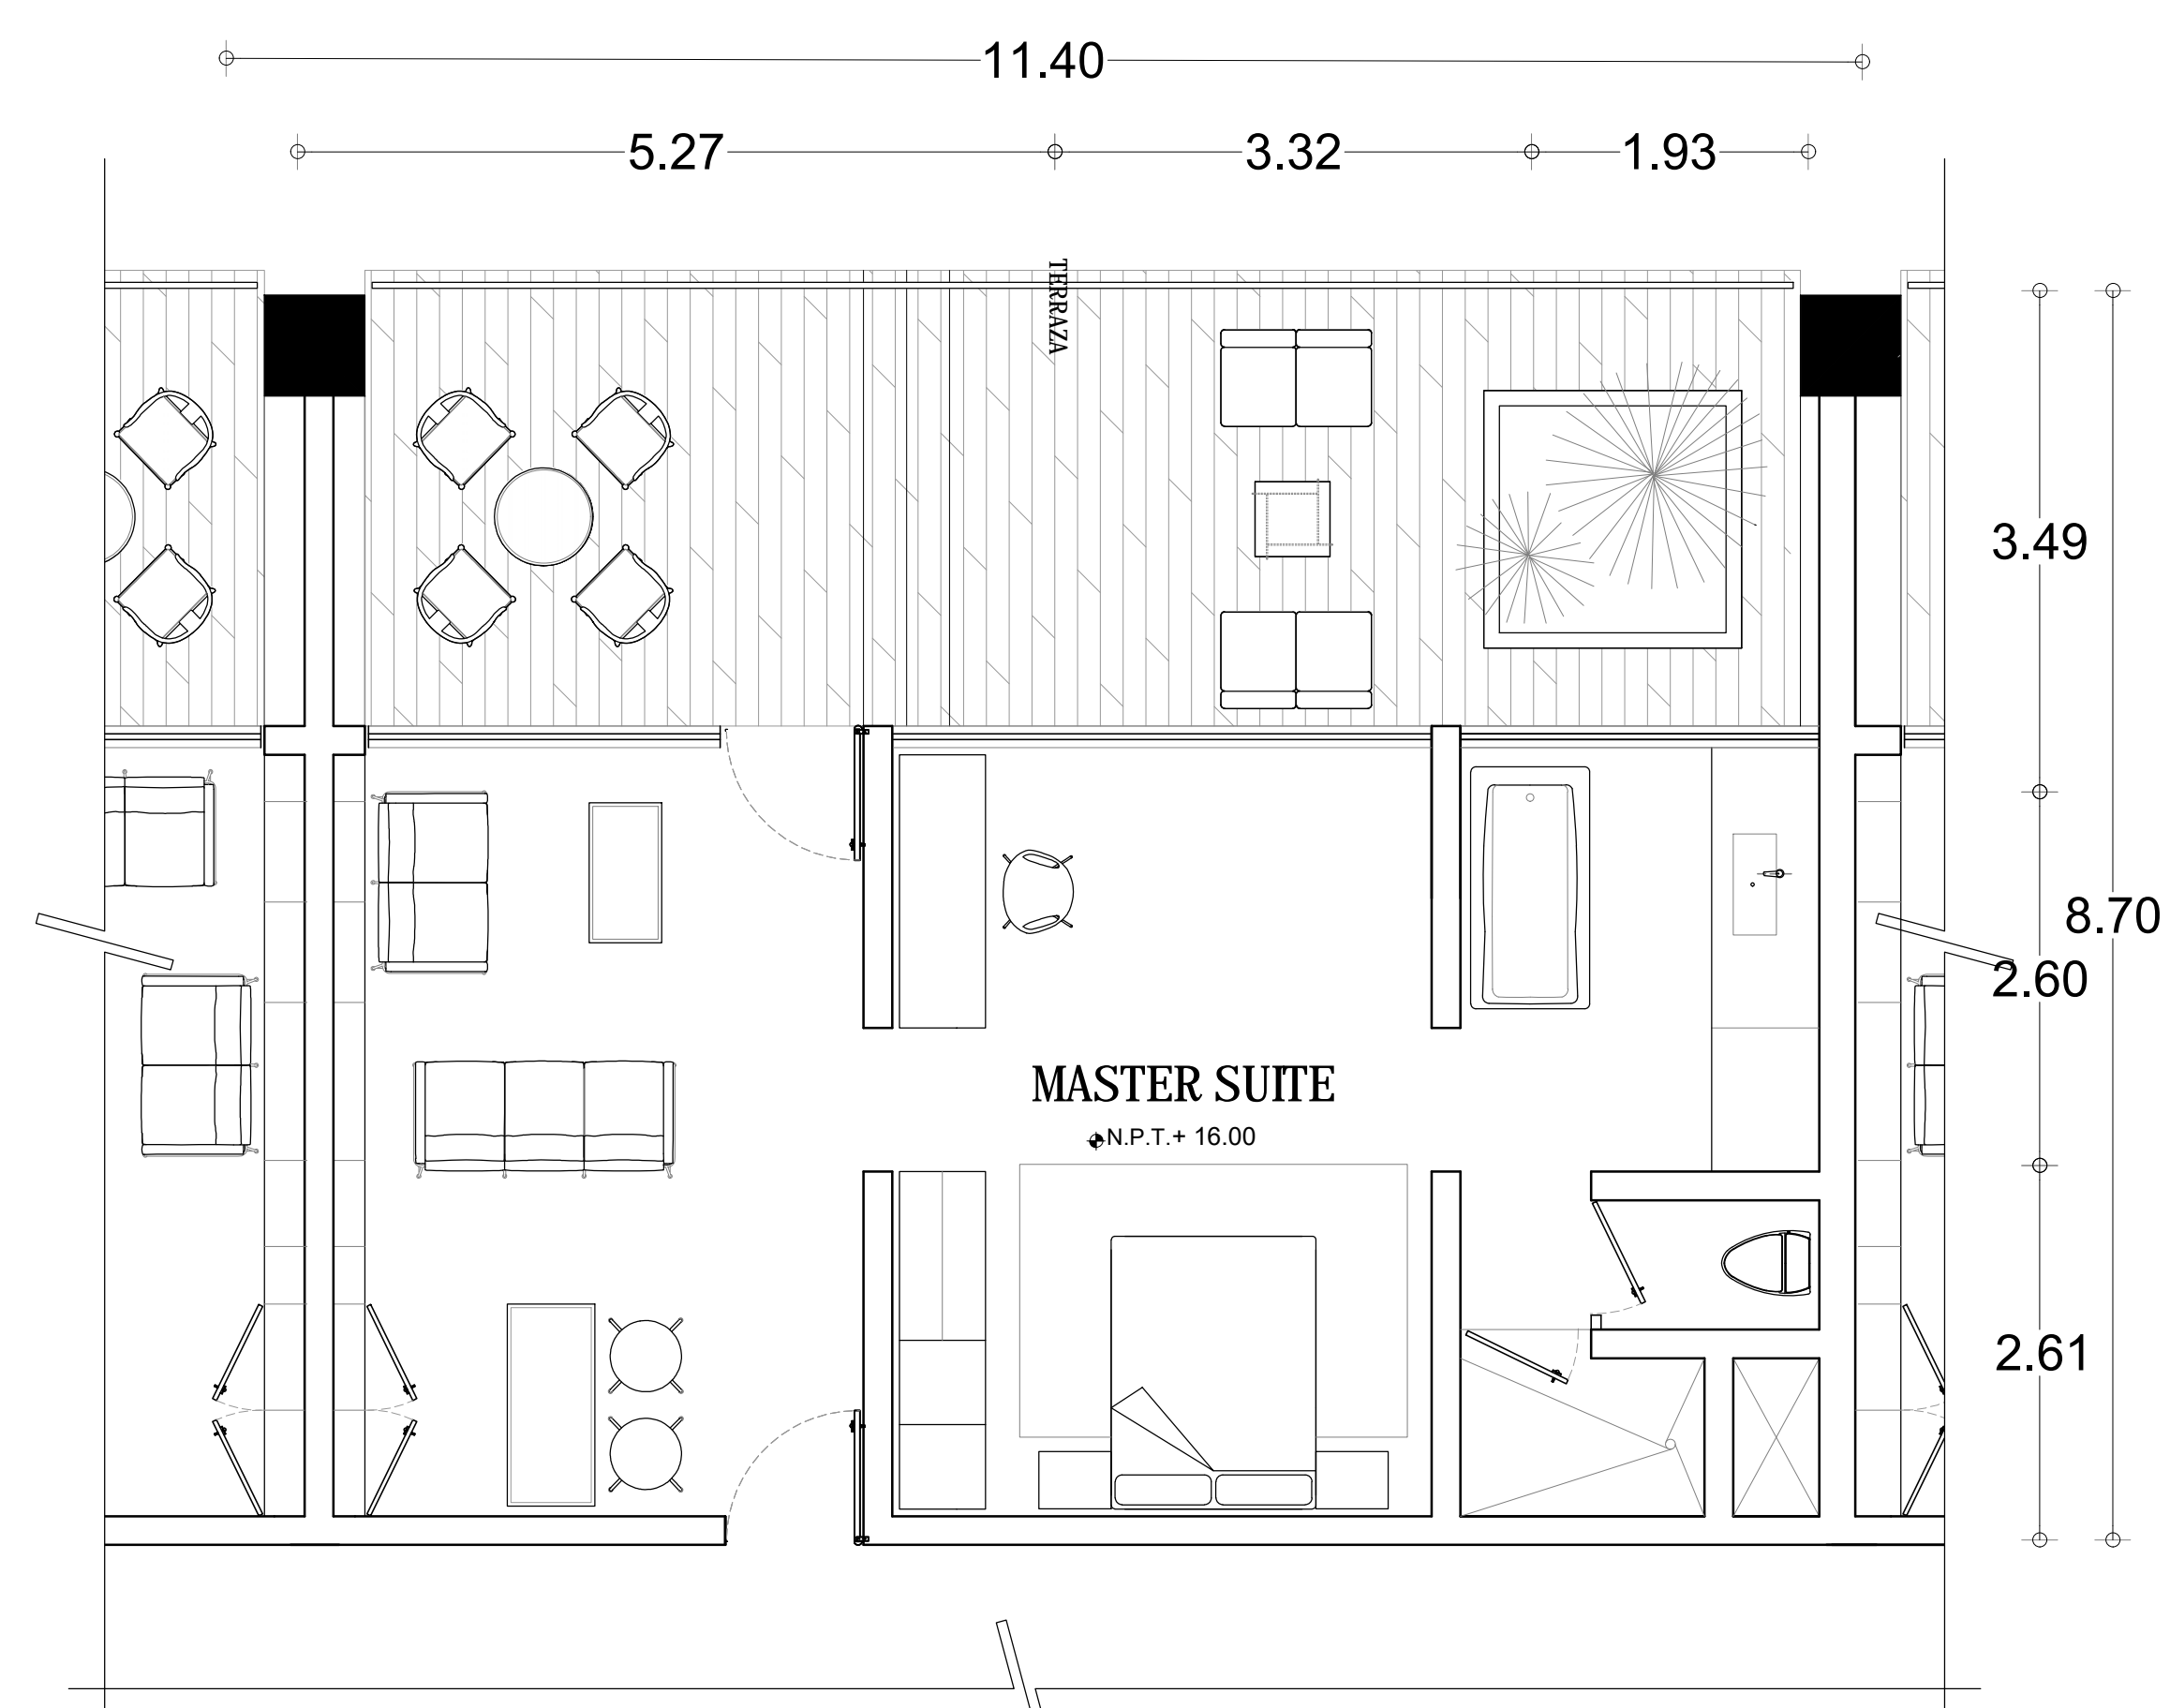 11.40
5.27
3.32
1.93
TERRAZA
3.49
8.70
2.60
MASTER SUITE
N.P.T.+ 16.00
2.61